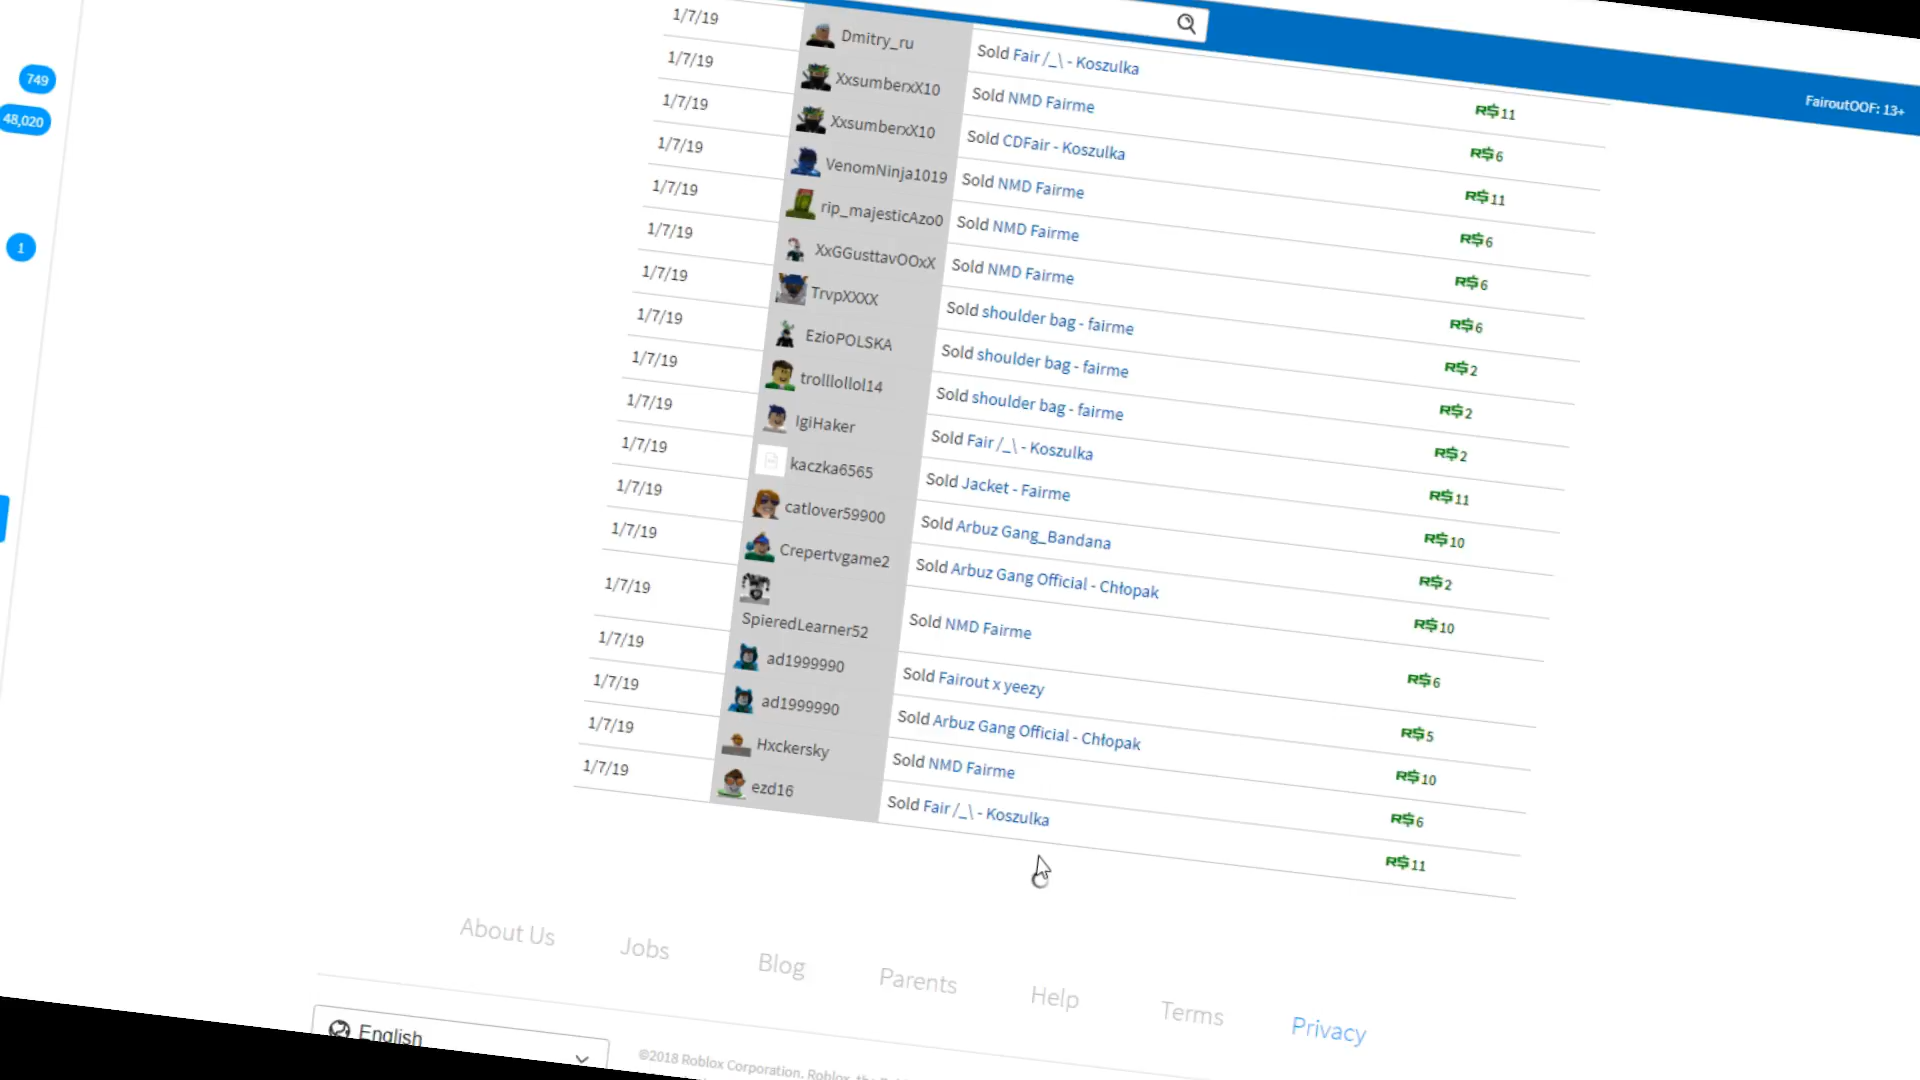 FairoutOOF: 13+
749
48,020
1
1/7/19 Dmitry_ru Sold Fair /_\ - Koszulka R$11
1/7/19 XxsumberxX10 Sold NMD Fairme R$6
1/7/19 XxsumberxX10 Sold CDFair - Koszulka R$11
1/7/19 VenomNinja1019 Sold NMD Fairme R$6
1/7/19 rip_majesticAzo0 Sold NMD Fairme R$6
1/7/19 XxGGusttavOOxX Sold NMD Fairme R$6
1/7/19 TrvpXXXX Sold shoulder bag - fairme R$2
1/7/19 EzioPOLSKA Sold shoulder bag - fairme R$2
1/7/19 trolllollol14 Sold shoulder bag - fairme R$2
1/7/19 IgiHaker Sold Fair /_\ - Koszulka R$11
1/7/19 kaczka6565 Sold Jacket - Fairme R$10
1/7/19 catlover59900 Sold Arbuz Gang_Bandana R$2
1/7/19 Crepertvgame2 Sold Arbuz Gang Official - Chłopak R$10
1/7/19 SpieredLearner52 Sold NMD Fairme R$6
1/7/19 ad1999990 Sold Fairout x yeezy R$5
1/7/19 ad1999990 Sold Arbuz Gang Official - Chłopak R$10
1/7/19 Hxckersky Sold NMD Fairme R$6
1/7/19 ezd16 Sold Fair /_\ - Koszulka R$11
About Us Jobs Blog Parents Help Terms Privacy
English
©2018 Roblox Corporation, Roblox, the